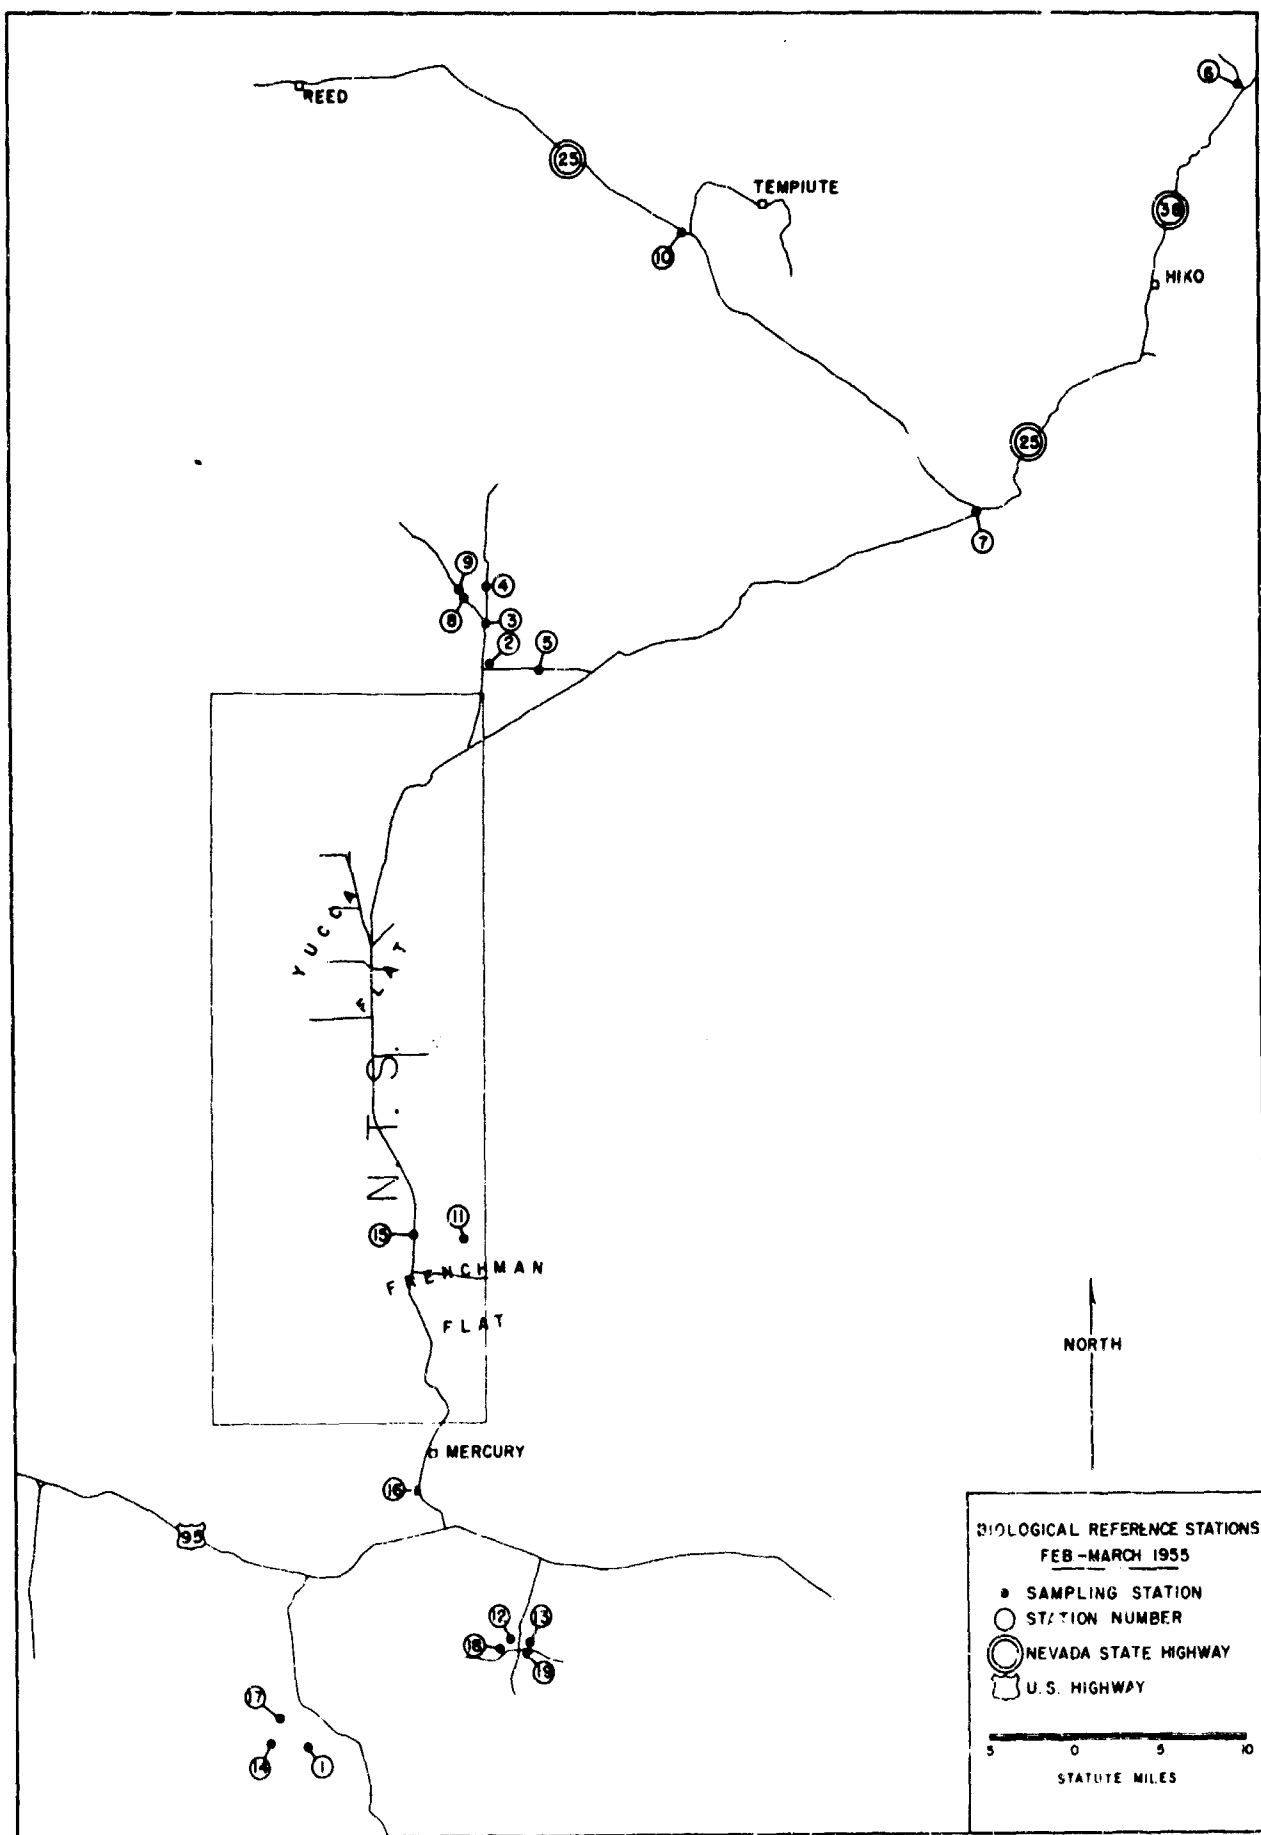 6
REED
25
TEMPIUTE
38
10
HIKO
25
7
9
4
8
3
2
5
YUCCA
FLAT
N. T. S.
11
15
FRENCHMAN
FLAT
NORTH
MERCURY
16
95
12
13
18
19
17
14
1
BIOLOGICAL REFERENCE STATIONS
FEB-MARCH 1955
SAMPLING STATION
STATION NUMBER
NEVADA STATE HIGHWAY
U.S. HIGHWAY
5 0 5 10
STATUTE MILES